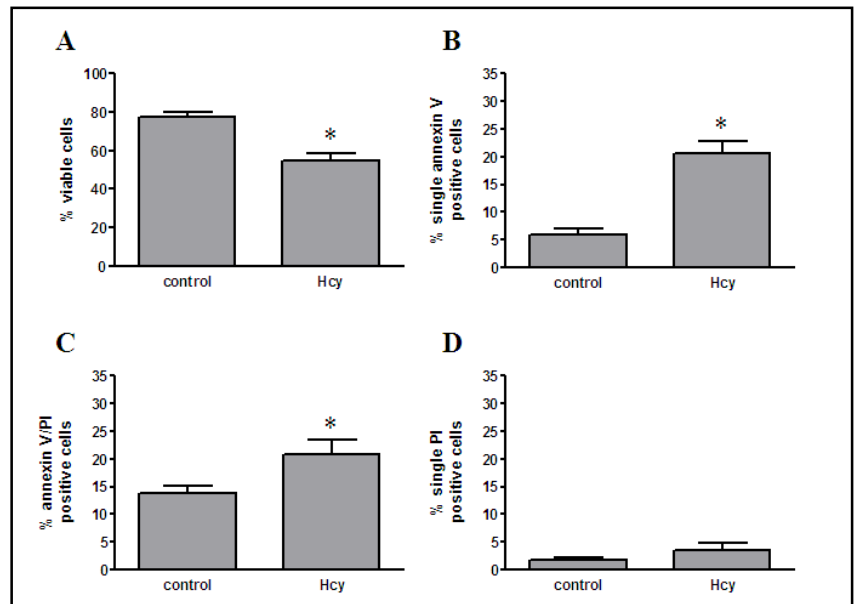 A
% viable cells
100
80
60
40
20
0
*
control
Hcy
B
% single annexin V
positive cells
35
30
25
20
15
10
5
0
*
control
Hcy
C
% annexin V/PI
positive cells
35
30
25
20
15
10
5
0
*
control
Hcy
D
% single PI
positive cells
35
30
25
20
15
10
5
0
control
Hcy